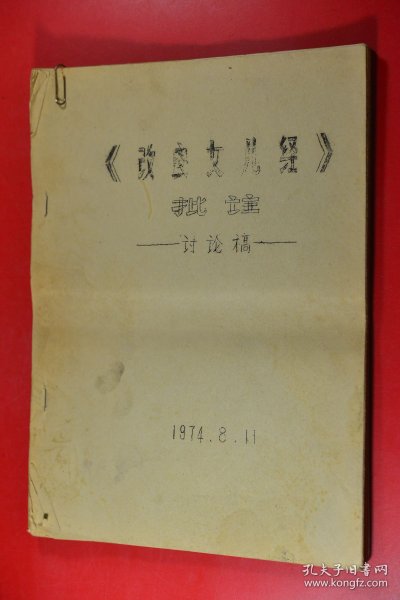 《改良女儿经》
批註
——讨论稿——
1974.8.11
孔夫子旧书网
www.kongfz.com